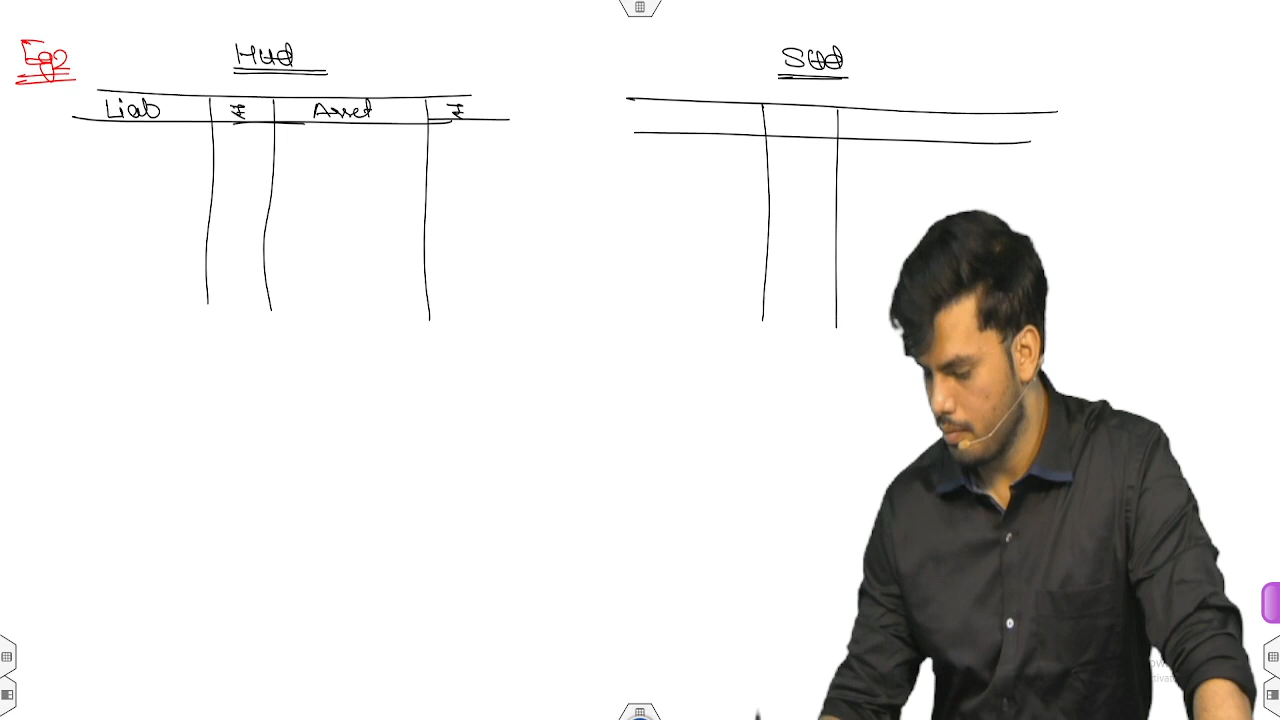 Eg2
H Ltd
S Ltd
Liab ₹ Asset ₹